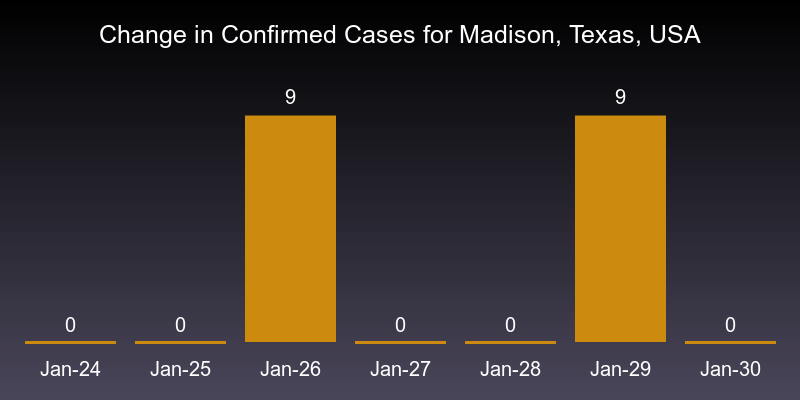 Change in Confirmed Cases for Madison, Texas, USA
9 9
0 0 0 0 0
Jan-24 Jan-25 Jan-26 Jan-27 Jan-28 Jan-29 Jan-30